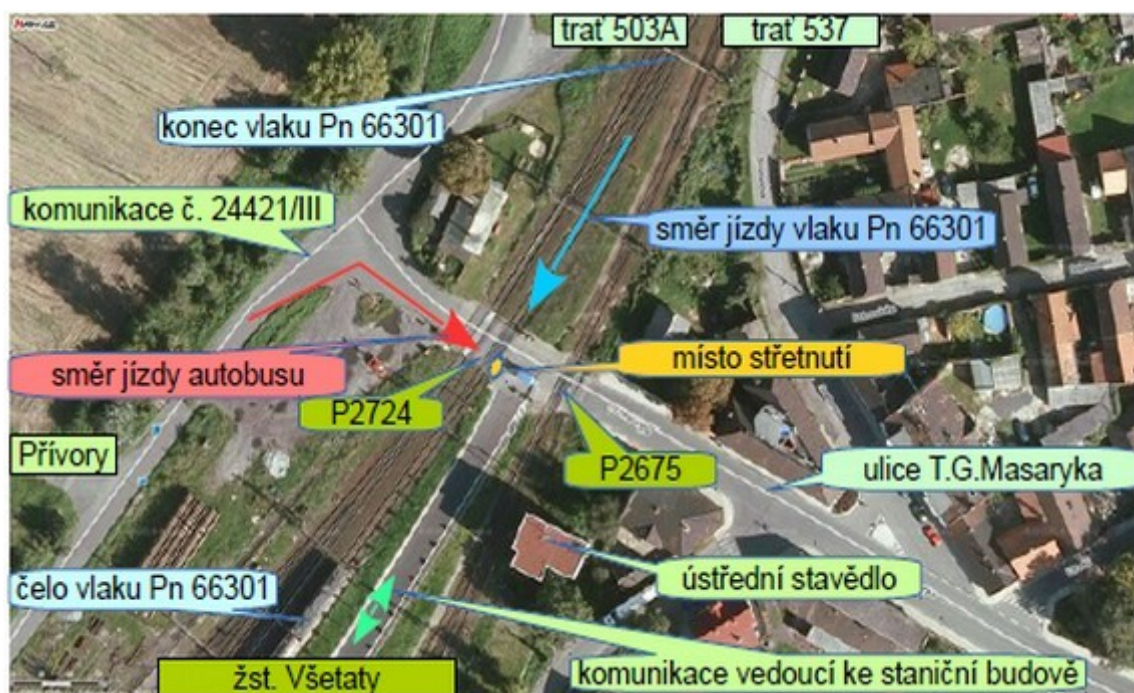 trať 503A
trať 537
konec vlaku Pn 66301
komunikace č. 24421/III
směr jízdy vlaku Pn 66301
směr jízdy autobusu
místo střetnutí
P2724
Přívory
P2675
ulice T.G.Masaryka
čelo vlaku Pn 66301
ústřední stavědlo
žst. Všetaty
komunikace vedoucí ke staniční budově